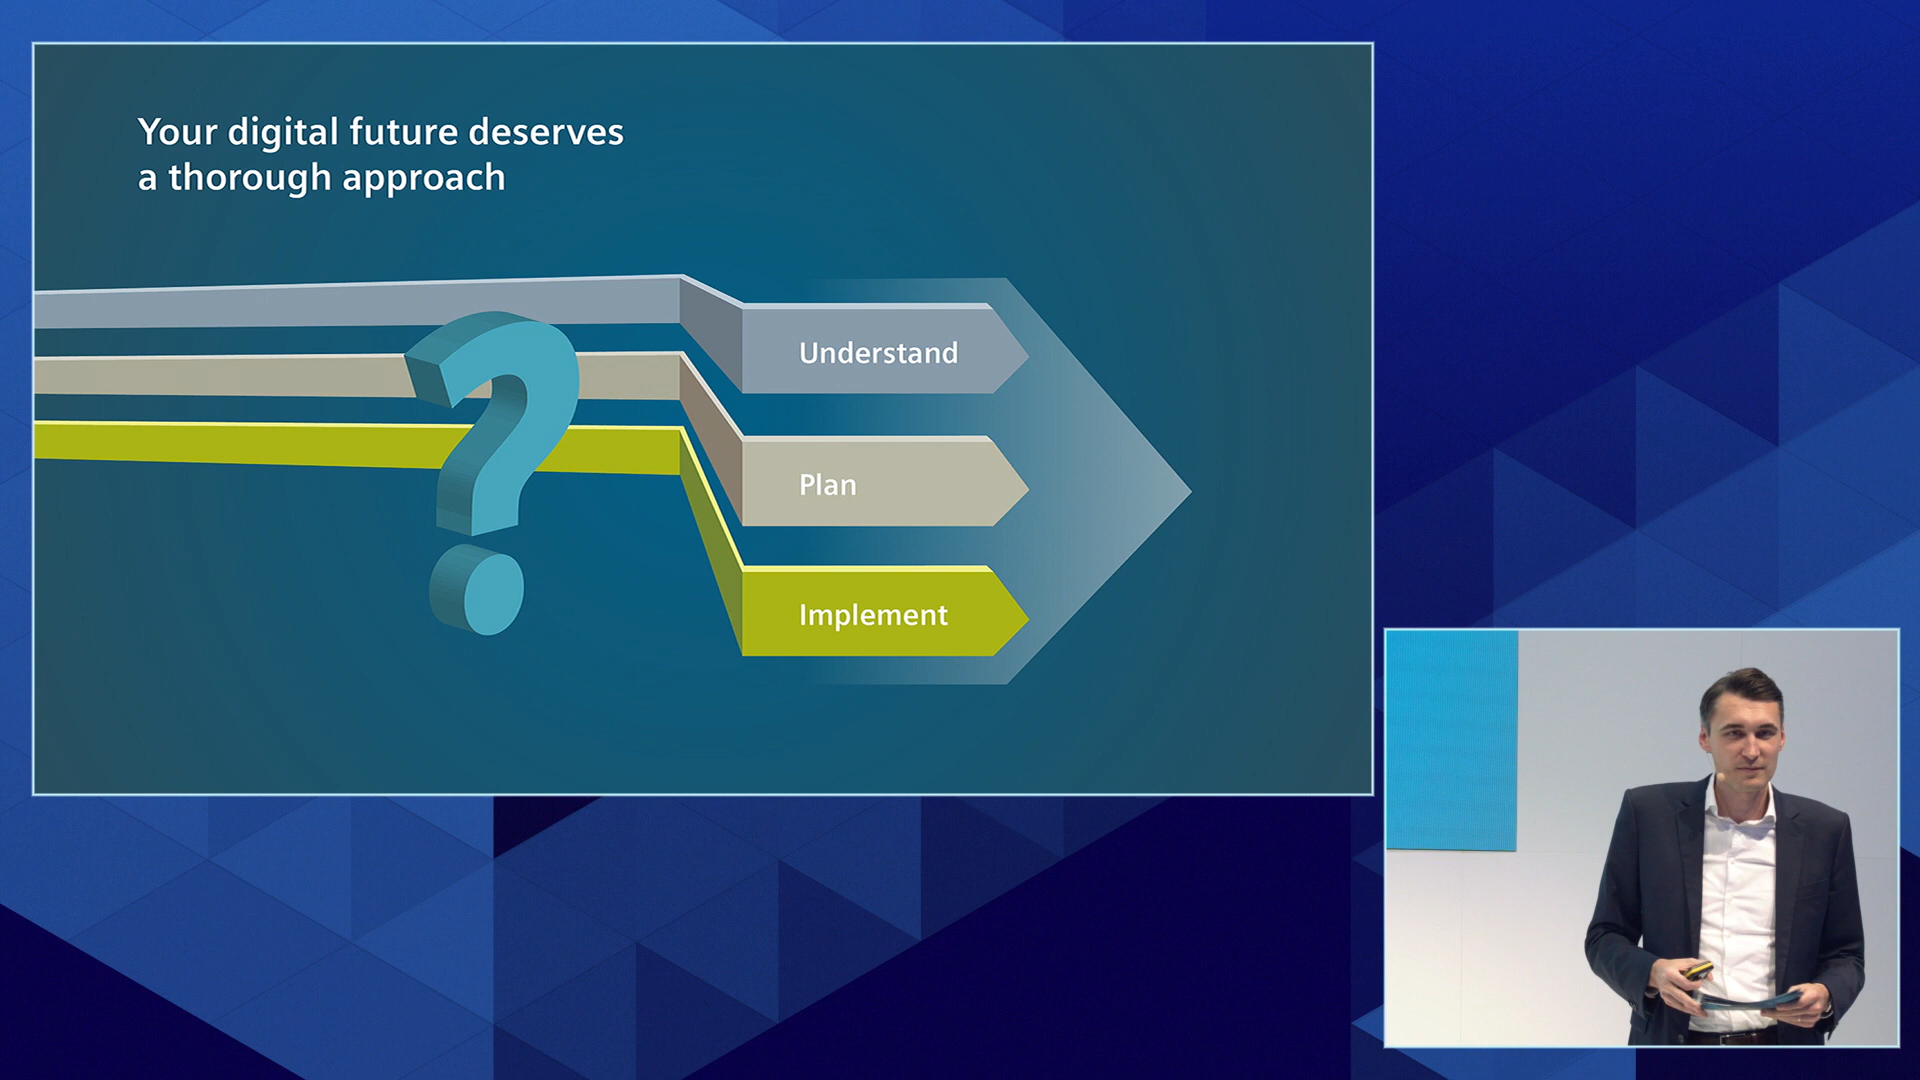 Your digital future deserves
a thorough approach
Understand
Plan
Implement